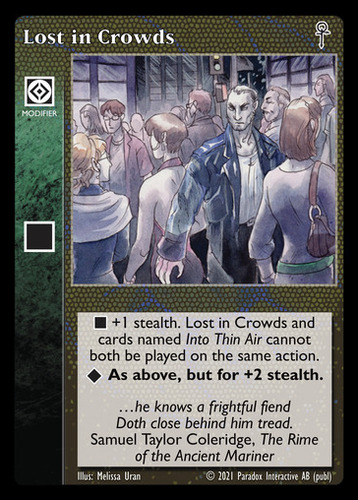 Lost in Crowds
MODIFIER
+1 stealth. Lost in Crowds and
cards named Into Thin Air cannot
both be played on the same action.
As above, but for +2 stealth.
…he knows a frightful fiend
Doth close behind him tread.
Samuel Taylor Coleridge, The Rime
of the Ancient Mariner
Illus: Melissa Uran
© 2021 Paradox Interactive AB (publ)